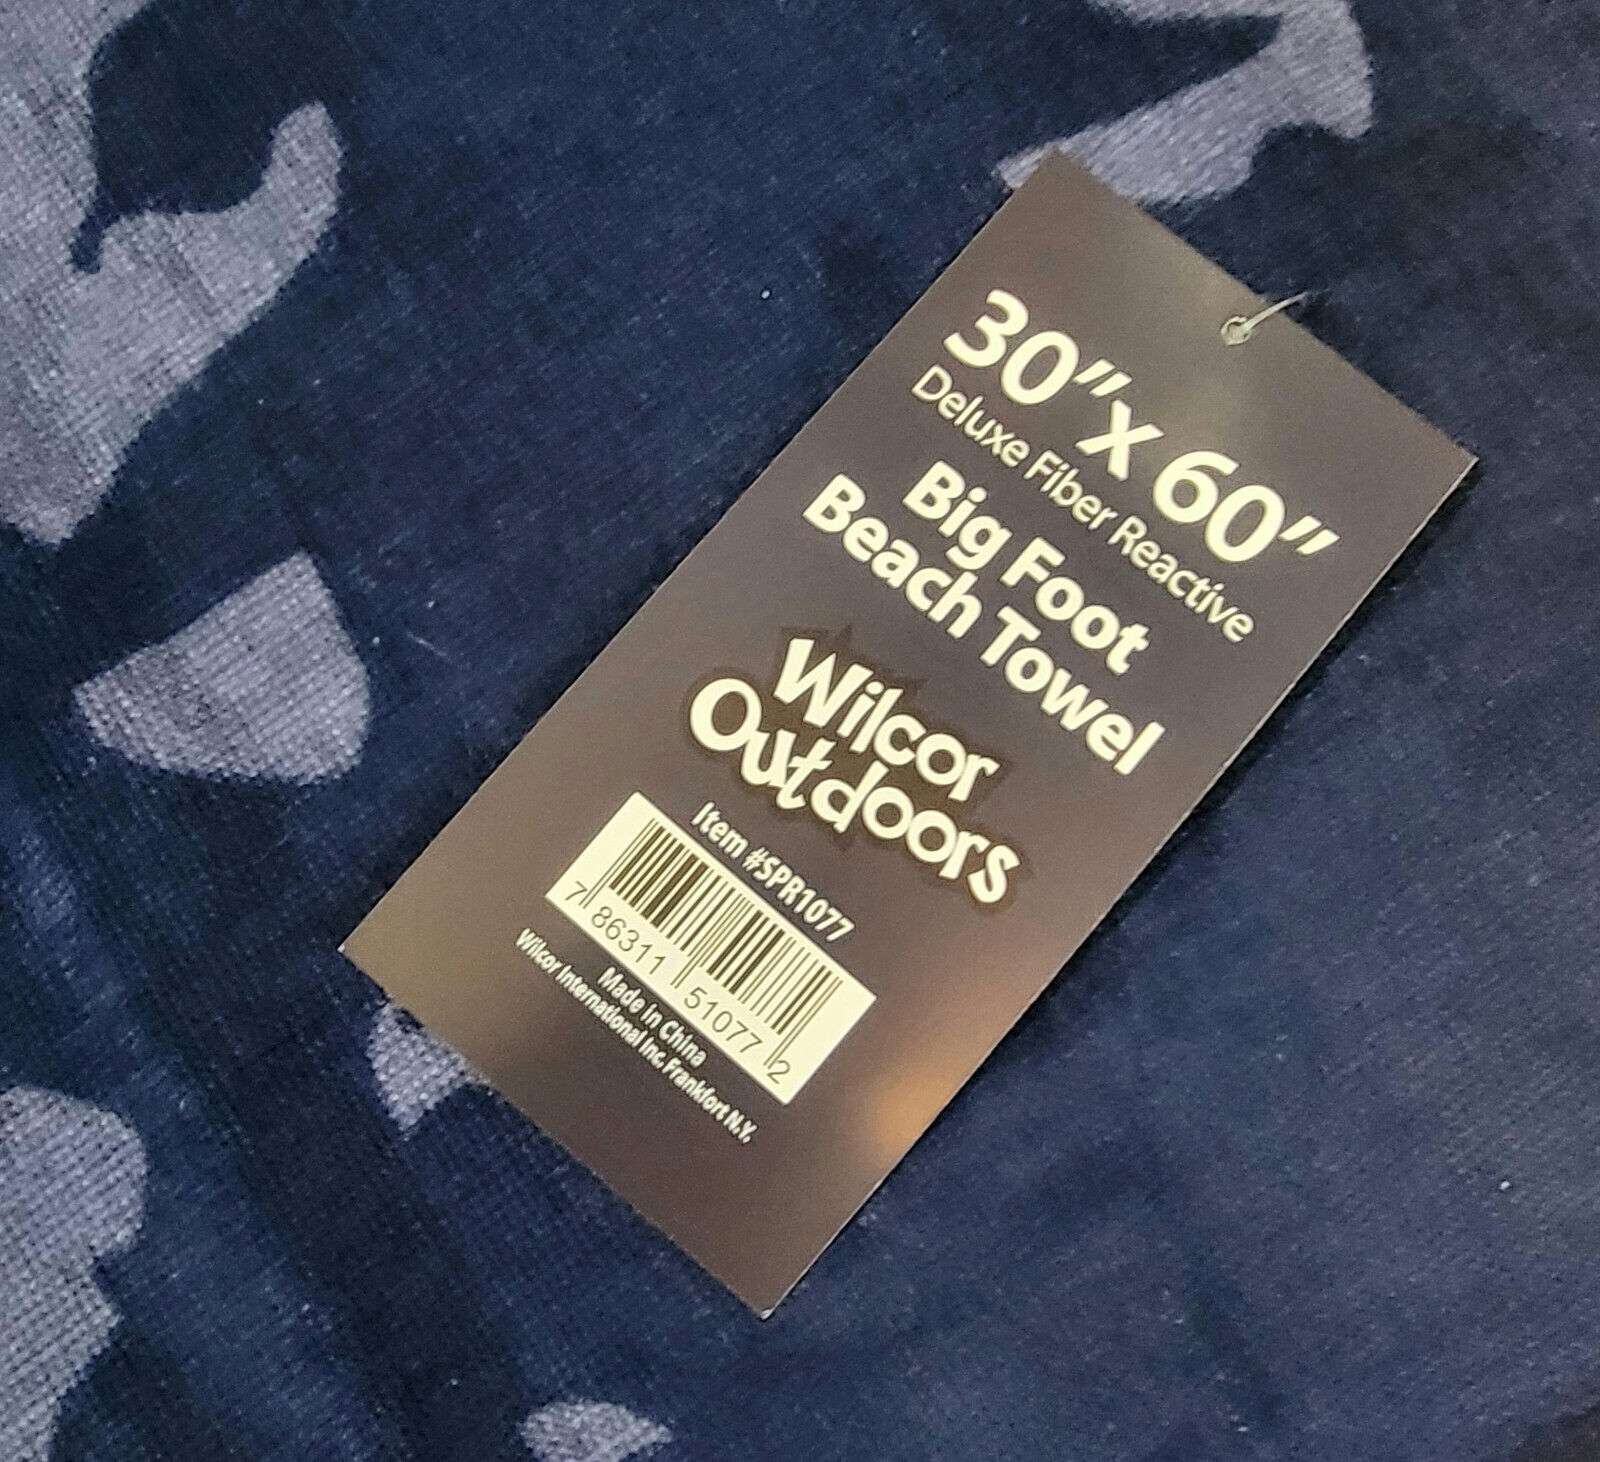 30"x 60"
Deluxe Fiber Reactive
Big Foot
Beach Towel
Wilcor
Outdoors
Item #SPR1077
7 86311 51077 2
Made in China
Wilcor International Inc. Frankfort N.Y.